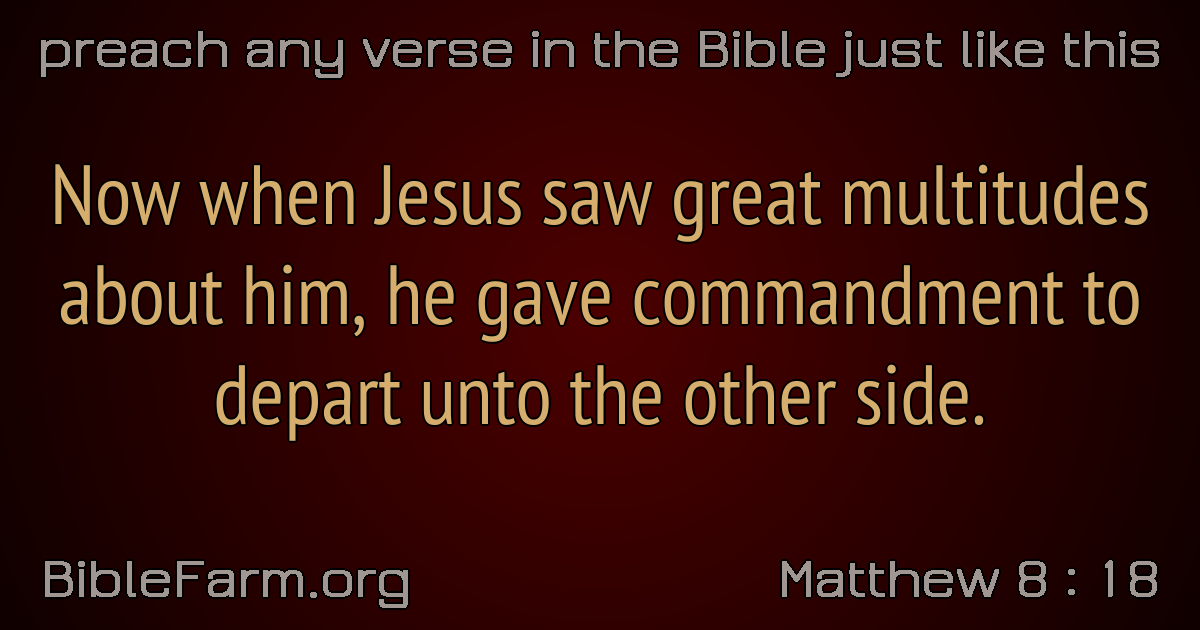 preach any verse in the Bible just like this
Now when Jesus saw great multitudes
about him, he gave commandment to
depart unto the other side.
BibleFarm.org
Matthew 8 : 18